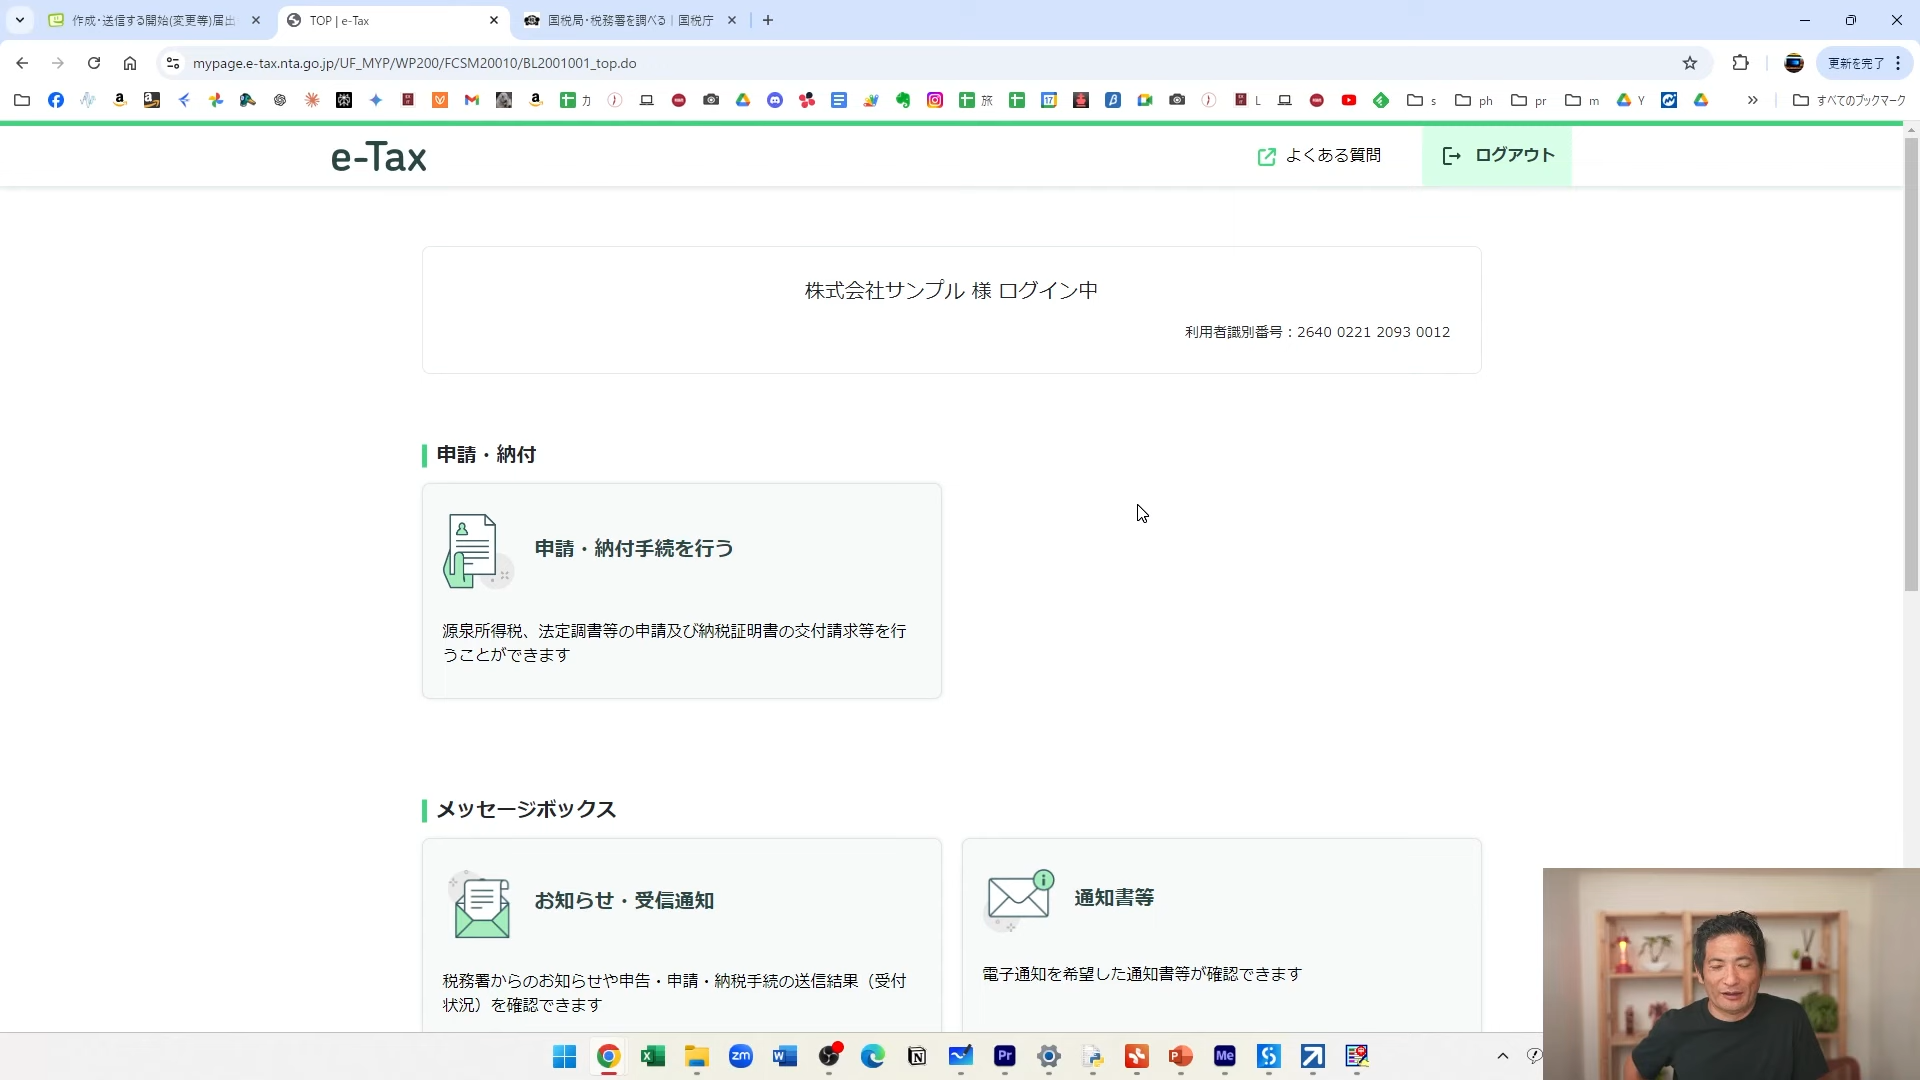 作成・送信する開始(変更等)届出
TOP | e-Tax
国税局・税務署を調べる｜国税庁
mypage.e-tax.nta.go.jp/UF_MYP/WP200/FCSM20010/BL2001001_top.do
更新を完了
カ
旅
L
s
ph
pr
m
Y
すべてのブックマーク
e-Tax
よくある質問
ログアウト
株式会社サンプル 様 ログイン中
利用者識別番号：2640 0221 2093 0012
申請・納付
申請・納付手続を行う
源泉所得税、法定調書等の申請及び納税証明書の交付請求等を行
うことができます
メッセージボックス
お知らせ・受信通知
税務署からのお知らせや申告・申請・納税手続の送信結果（受付
状況）を確認できます
通知書等
電子通知を希望した通知書等が確認できます